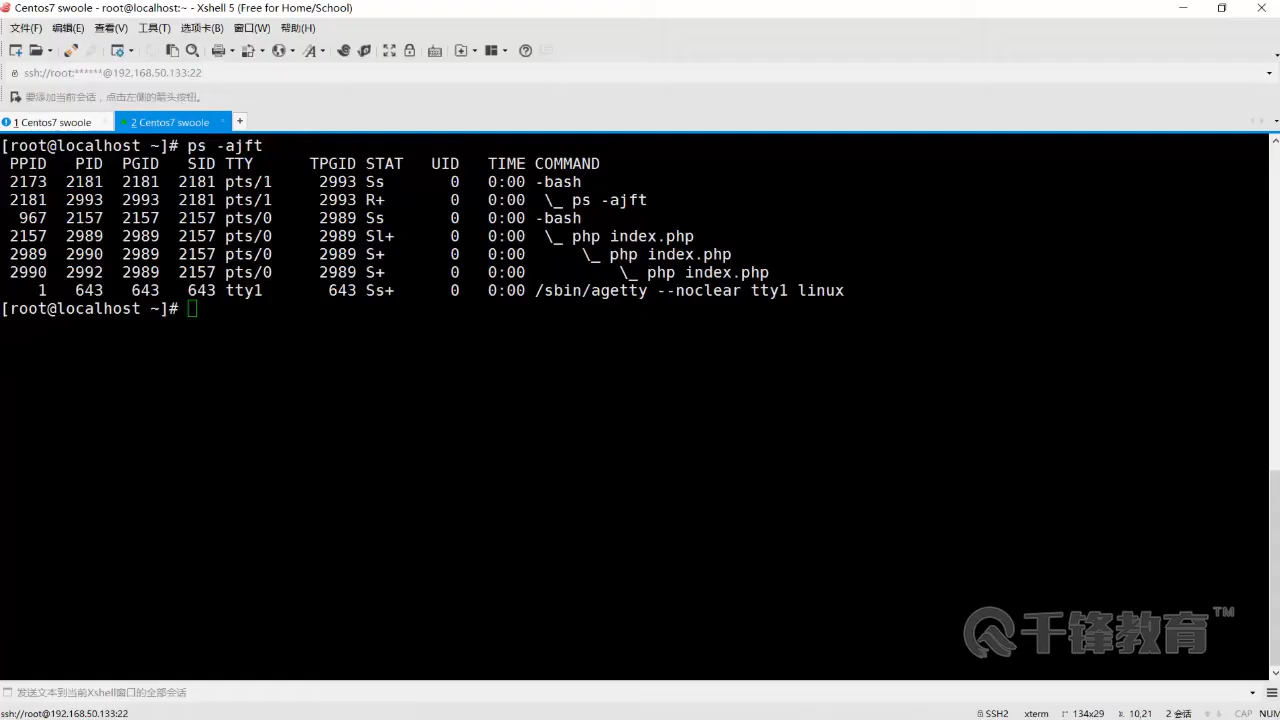 Centos7 swoole - root@localhost:~ - Xshell 5 (Free for Home/School)
文件(F) 编辑(E) 查看(V) 工具(T) 选项卡(B) 窗口(W) 帮助(H)
ssh://root:******@192.168.50.133:22
要添加当前会话，点击左侧的箭头按钮。
1 Centos7 swoole 2 Centos7 swoole +
[root@localhost ~]# ps -ajft
PPID PID PGID SID TTY TPGID STAT UID TIME COMMAND
2173 2181 2181 2181 pts/1 2993 Ss 0 0:00 -bash
2181 2993 2993 2181 pts/1 2993 R+ 0 0:00 \_ ps -ajft
967 2157 2157 2157 pts/0 2989 Ss 0 0:00 -bash
2157 2989 2989 2157 pts/0 2989 Sl+ 0 0:00 \_ php index.php
2989 2990 2989 2157 pts/0 2989 S+ 0 0:00 \_ php index.php
2990 2992 2989 2157 pts/0 2989 S+ 0 0:00 \_ php index.php
1 643 643 643 tty1 643 Ss+ 0 0:00 /sbin/agetty --noclear tty1 linux
[root@localhost ~]#
千锋教育™
发送文本到当前Xshell窗口的全部会话
ssh://root@192.168.50.133:22 SSH2 xterm 134x29 10,21 2 会话 CAP NUM